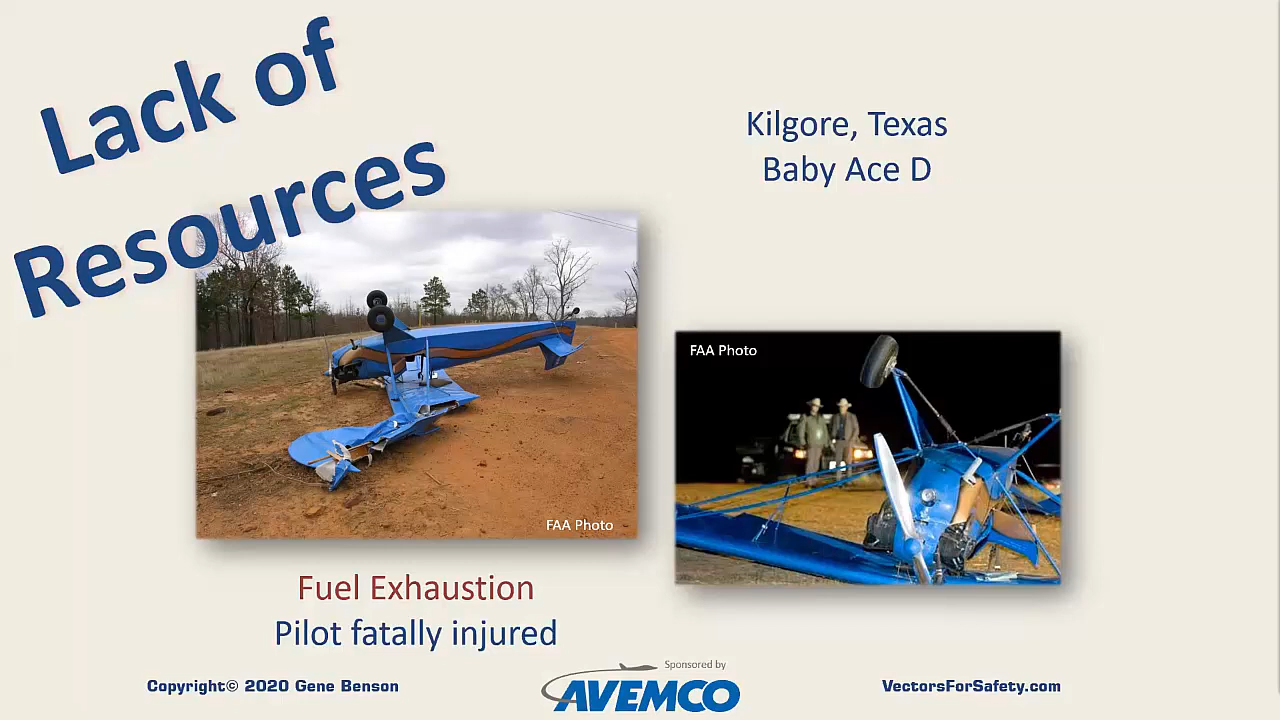 Lack of
Resources
Kilgore, Texas
Baby Ace D
FAA Photo
FAA Photo
Fuel Exhaustion
Pilot fatally injured
Copyright© 2020 Gene Benson
Sponsored by
AVEMCO
VectorsForSafety.com